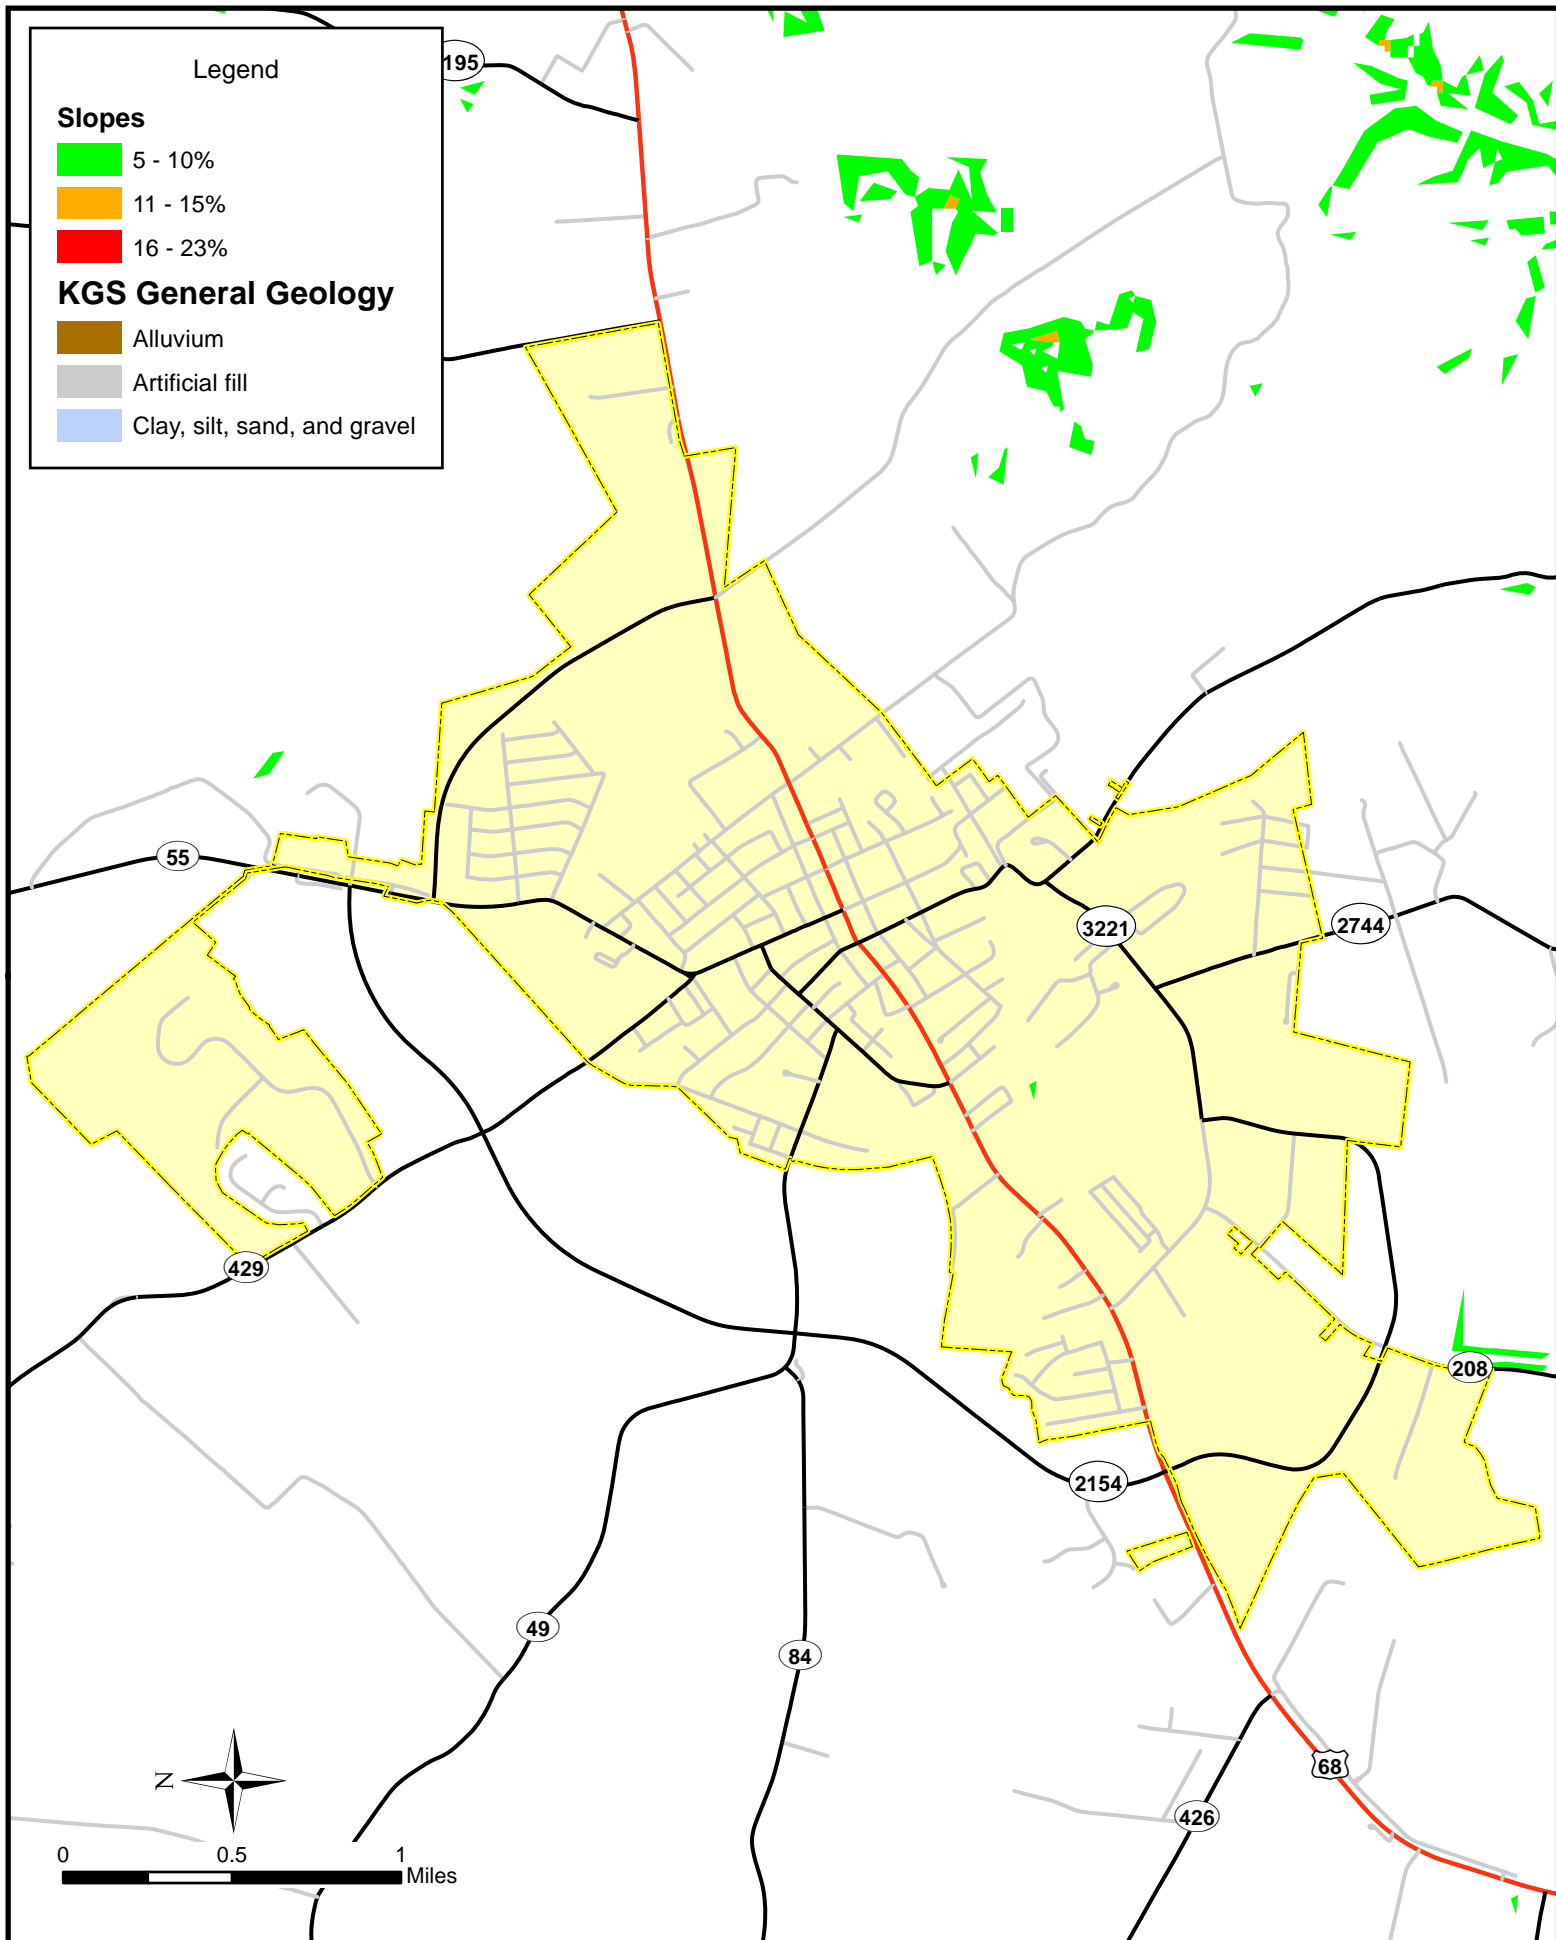 Legend
Slopes
5 - 10%
11 - 15%
16 - 23%
KGS General Geology
Alluvium
Artificial fill
Clay, silt, sand, and gravel
195
55
3221
2744
429
208
2154
49
84
68
426
N
0 0.5 1
Miles